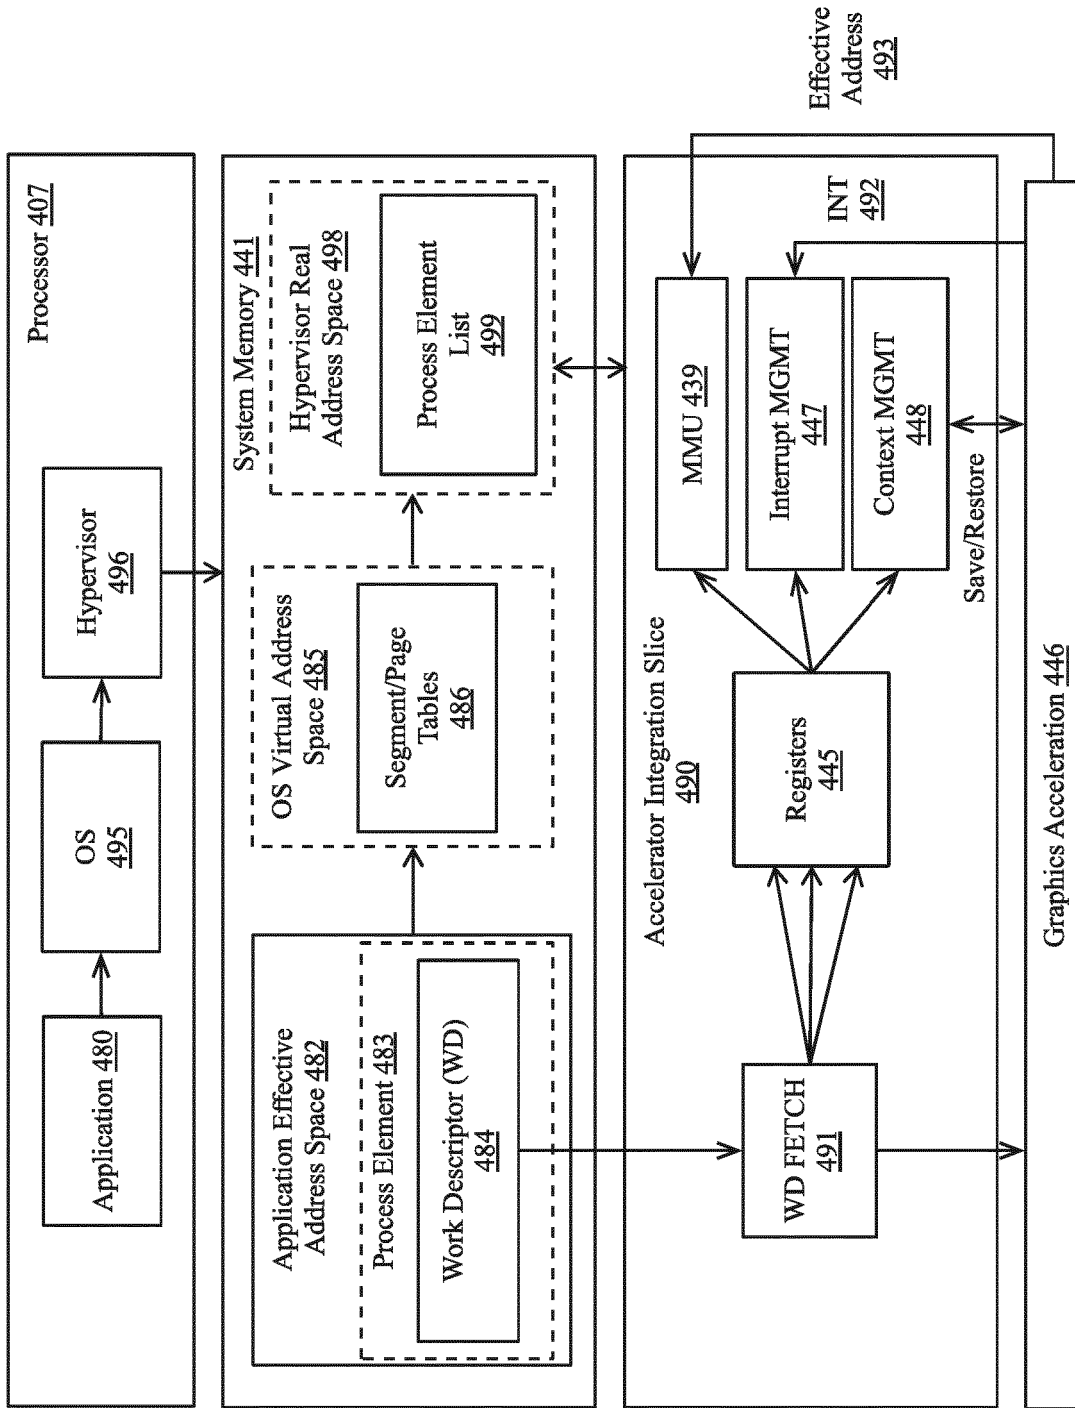 Processor 407
Application 480
OS
495
Hypervisor
496
System Memory 441
Application Effective
Address Space 482
Process Element 483
Work Descriptor (WD)
484
OS Virtual Address
Space 485
Segment/Page
Tables
486
Hypervisor Real
Address Space 498
Process Element
List
499
Accelerator Integration Slice
490
WD FETCH
491
Registers
445
MMU 439
Interrupt MGMT
447
Context MGMT
448
INT
492
Effective
Address
493
Save/Restore
Graphics Acceleration 446